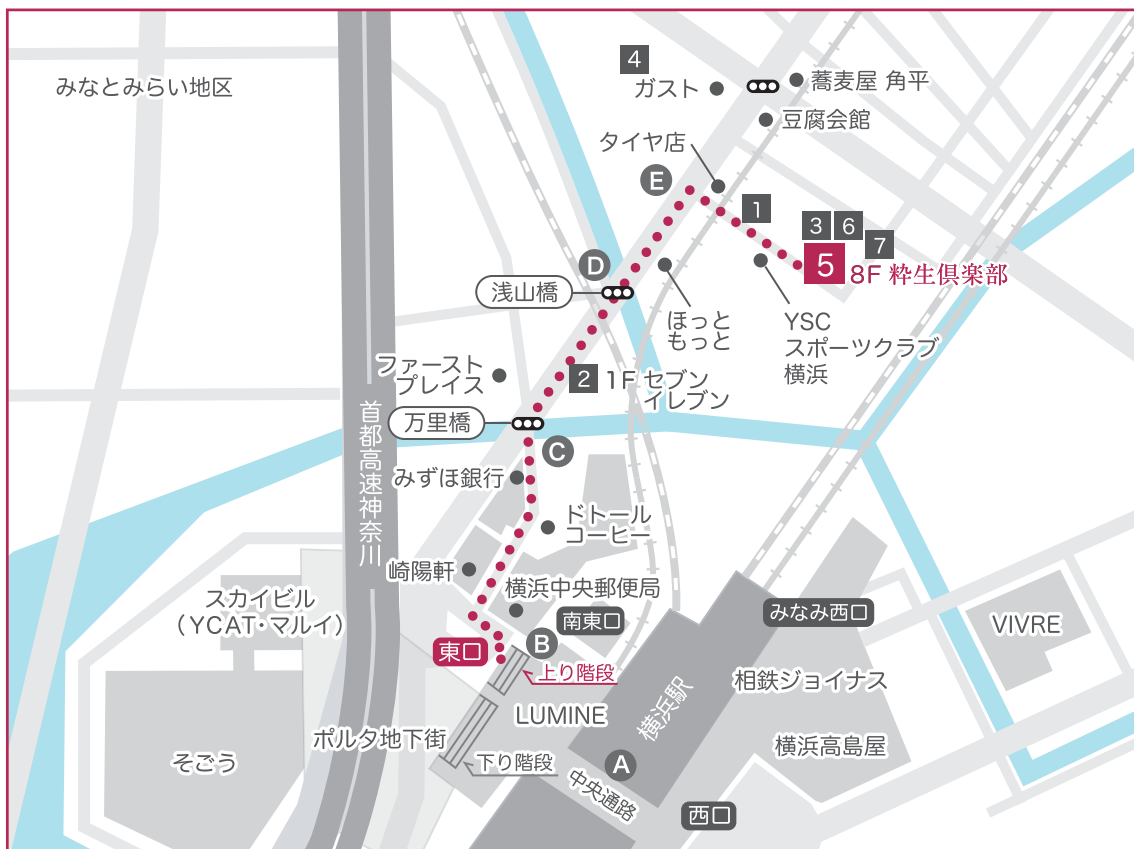 みなとみらい地区
4
ガスト
蕎麦屋 角平
豆腐会館
タイヤ店
E
1
3
6
7
5
8F 粋生倶楽部
D
浅山橋
ほっと
もっと
YSC
スポーツクラブ
横浜
ファースト
プレイス
2
1F セブン
イレブン
万里橋
首都高速神奈川
C
みずほ銀行
ドトール
コーヒー
崎陽軒
横浜中央郵便局
スカイビル
（YCAT・マルイ）
南東口
みなみ西口
VIVRE
東口
B
上り階段
相鉄ジョイナス
LUMINE
横浜駅
ポルタ地下街
横浜高島屋
そごう
下り階段
A
中央通路
西口